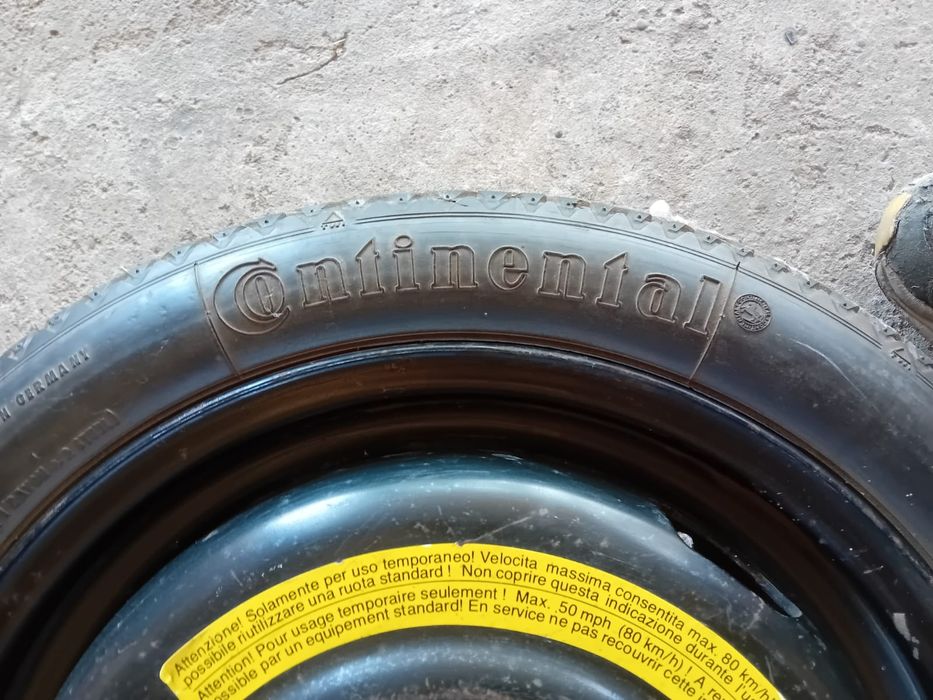 Continental
N GERMANY
Attenzione! Solamente per uso temporaneo! Velocita massima consentita max. 80 km/
possibile riutilizzare una ruota standard ! Non coprire questa indicazione durante l'u
Attention! Pour usage temporaire seulement ! Max. 50 mph (80 km/h) ! A re
possible par un equipement standard! En service ne pas recouvrir cette i